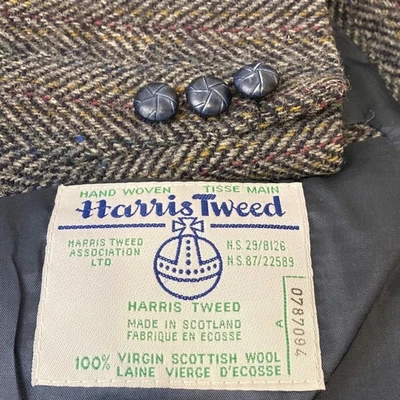 HAND WOVEN TISSE MAIN
Harris Tweed
HARRIS TWEED
ASSOCIATION
LTD.
N.S. 29/8126
N.S. 87/22589
HARRIS TWEED
MADE IN SCOTLAND
FABRIQUE EN ECOSSE
100% VIRGIN SCOTTISH WOOL
LAINE VIERGE D'ECOSSE
A 0787094